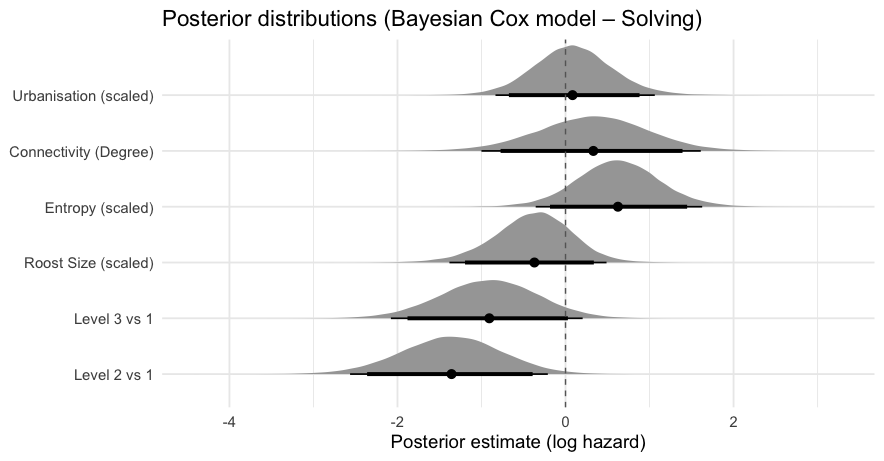 Posterior distributions (Bayesian Cox model – Solving)
Urbanisation (scaled)
Connectivity (Degree)
Entropy (scaled)
Roost Size (scaled)
Level 3 vs 1
Level 2 vs 1
-4 -2 0 2
Posterior estimate (log hazard)